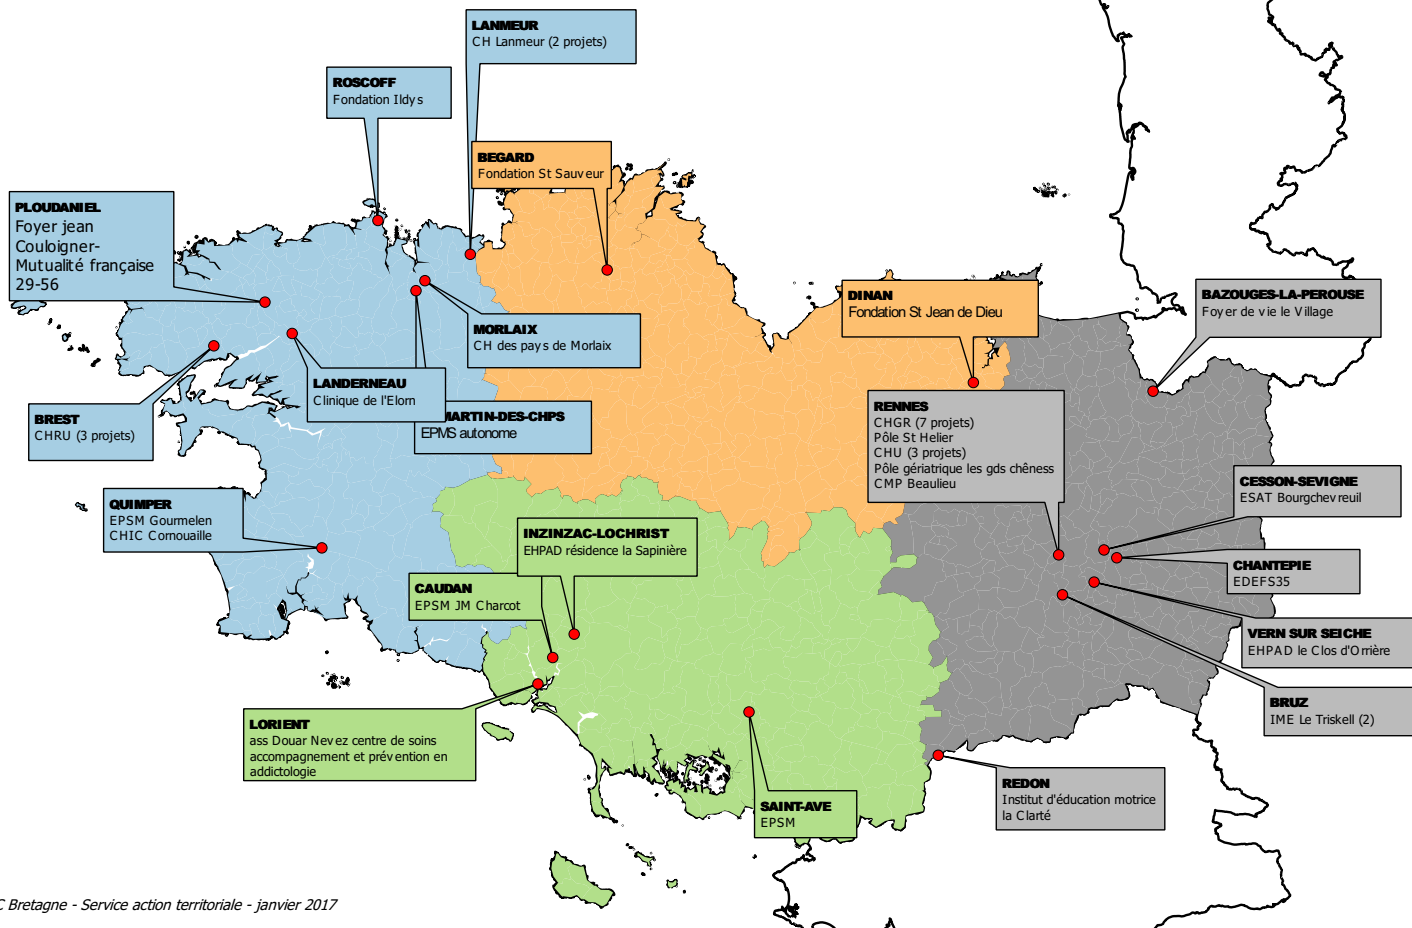 LANMEUR
CH Lanmeur (2 projets)
ROSCOFF
Fondation Ildys
BEGARD
Fondation St Sauveur
PLOUDANIEL
Foyer jean
Couloigner-
Mutualité française
29-56
MORLAIX
CH des pays de Morlaix
LANDERNEAU
Clinique de l'Elorn
BREST
CHRU (3 projets)
MARTIN-DES-CHPS
EPMS autonome
QUIMPER
EPSM Gourmelen
CHIC Cornouaille
DINAN
Fondation St Jean de Dieu
BAZOUGES-LA-PEROUSE
Foyer de vie le Village
RENNES
CHGR (7 projets)
Pôle St Helier
CHU (3 projets)
Pôle gériatrique les gds chêness
CMP Beaulieu
CESSON-SEVIGNE
ESAT Bourgchevreuil
CHANTEPIE
EDEFS35
VERN SUR SEICHE
EHPAD le Clos d'Orrière
BRUZ
IME Le Triskell (2)
INZINZAC-LOCHRIST
EHPAD résidence la Sapinière
CAUDAN
EPSM JM Charcot
LORIENT
ass Douar Nevez centre de soins
accompagnement et prévention en
addictologie
SAINT-AVE
EPSM
REDON
Institut d'éducation motrice
la Clarté
C Bretagne - Service action territoriale - janvier 2017